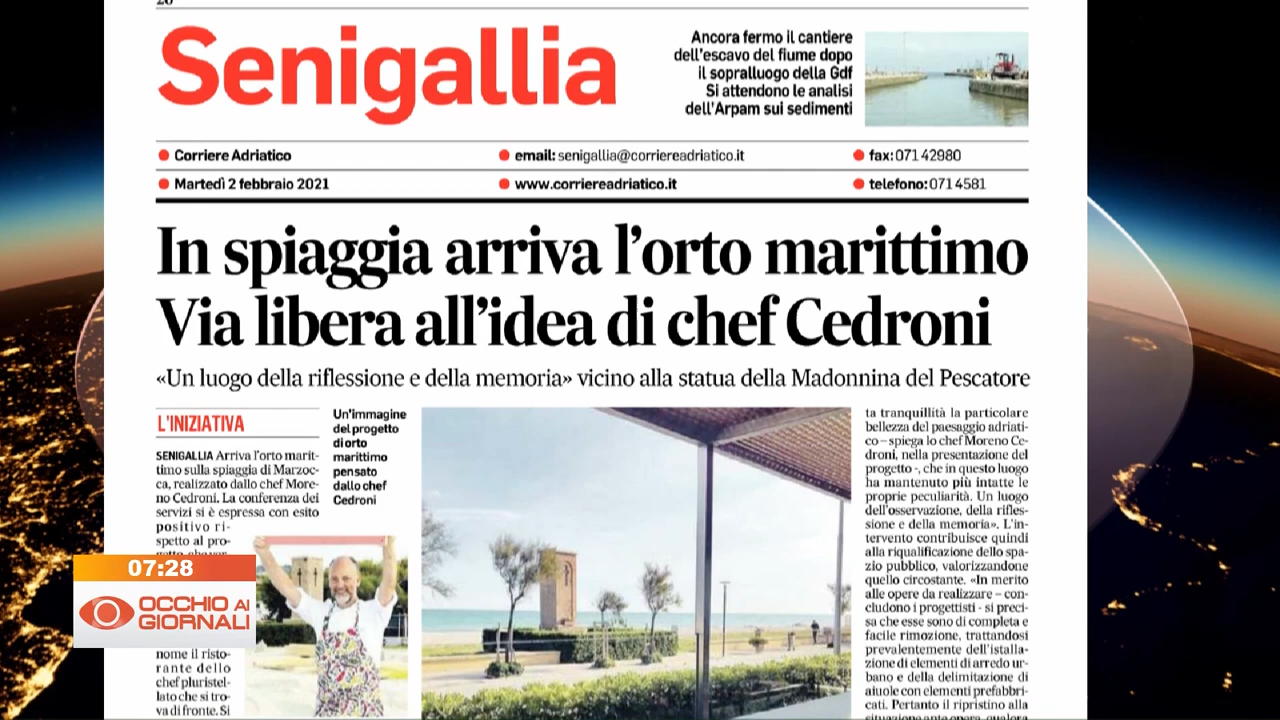 Senigallia
Ancora fermo il cantiere
dell'escavo del fiume dopo
il sopralluogo della Gdf
Si attendono le analisi
dell'Arpam sui sedimenti
Corriere Adriatico
email: senigallia@corriereadriatico.it
fax: 071 42980
Martedì 2 febbraio 2021
www.corriereadriatico.it
telefono: 071 4581
In spiaggia arriva l'orto marittimo
Via libera all'idea di chef Cedroni
«Un luogo della riflessione e della memoria» vicino alla statua della Madonnina del Pescatore
L'INIZIATIVA
SENIGALLIA Arriva l'orto marit-
timo sulla spiaggia di Marzoc-
ca, realizzato dallo chef More-
no Cedroni. La conferenza dei
servizi si è espressa con esito
positivo ri-
spetto al pro-
nome il risto-
rante dello
chef pluristel-
lato che si tro-
va di fronte. Si
Un'immagine
del progetto
di orto
marittimo
pensato
dallo chef
Cedroni
ta tranquillità la particolare
bellezza del paesaggio adriati-
co – spiega lo chef Moreno Ce-
droni, nella presentazione del
progetto -, che in questo luogo
ha mantenuto più intatte le
proprie peculiarità. Un luogo
dell'osservazione, della rifles-
sione e della memoria». L'in-
tervento contribuisce quindi
alla riqualificazione dello spa-
zio pubblico, valorizzandone
quello circostante. «In merito
alle opere da realizzare – con-
cludono i progettisti - si preci-
sa che esse sono di completa e
facile rimozione, trattandosi
prevalentemente dell'istalla-
zione di elementi di arredo ur-
bano e della delimitazione di
aiuole con elementi prefabbri-
cati. Pertanto il ripristino alla
situazione ante opera, qualora
07:28
OCCHIO AI
GIORNALI